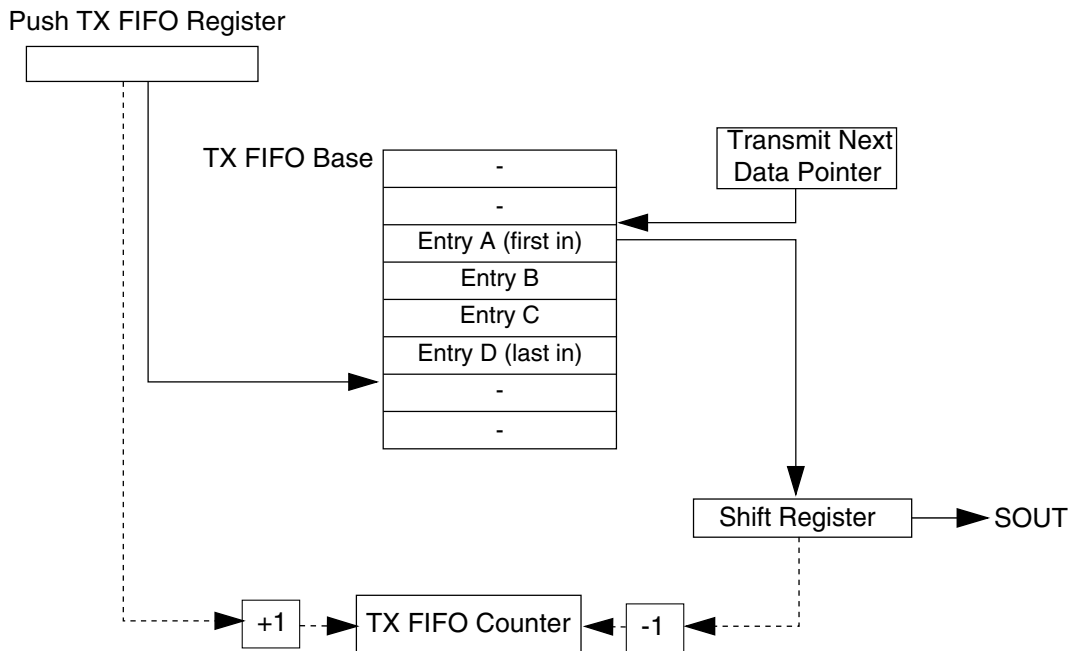 Push TX FIFO Register
TX FIFO Base
Transmit Next
Data Pointer
-
-
Entry A (first in)
Entry B
Entry C
Entry D (last in)
-
-
Shift Register
SOUT
+1
TX FIFO Counter
-1